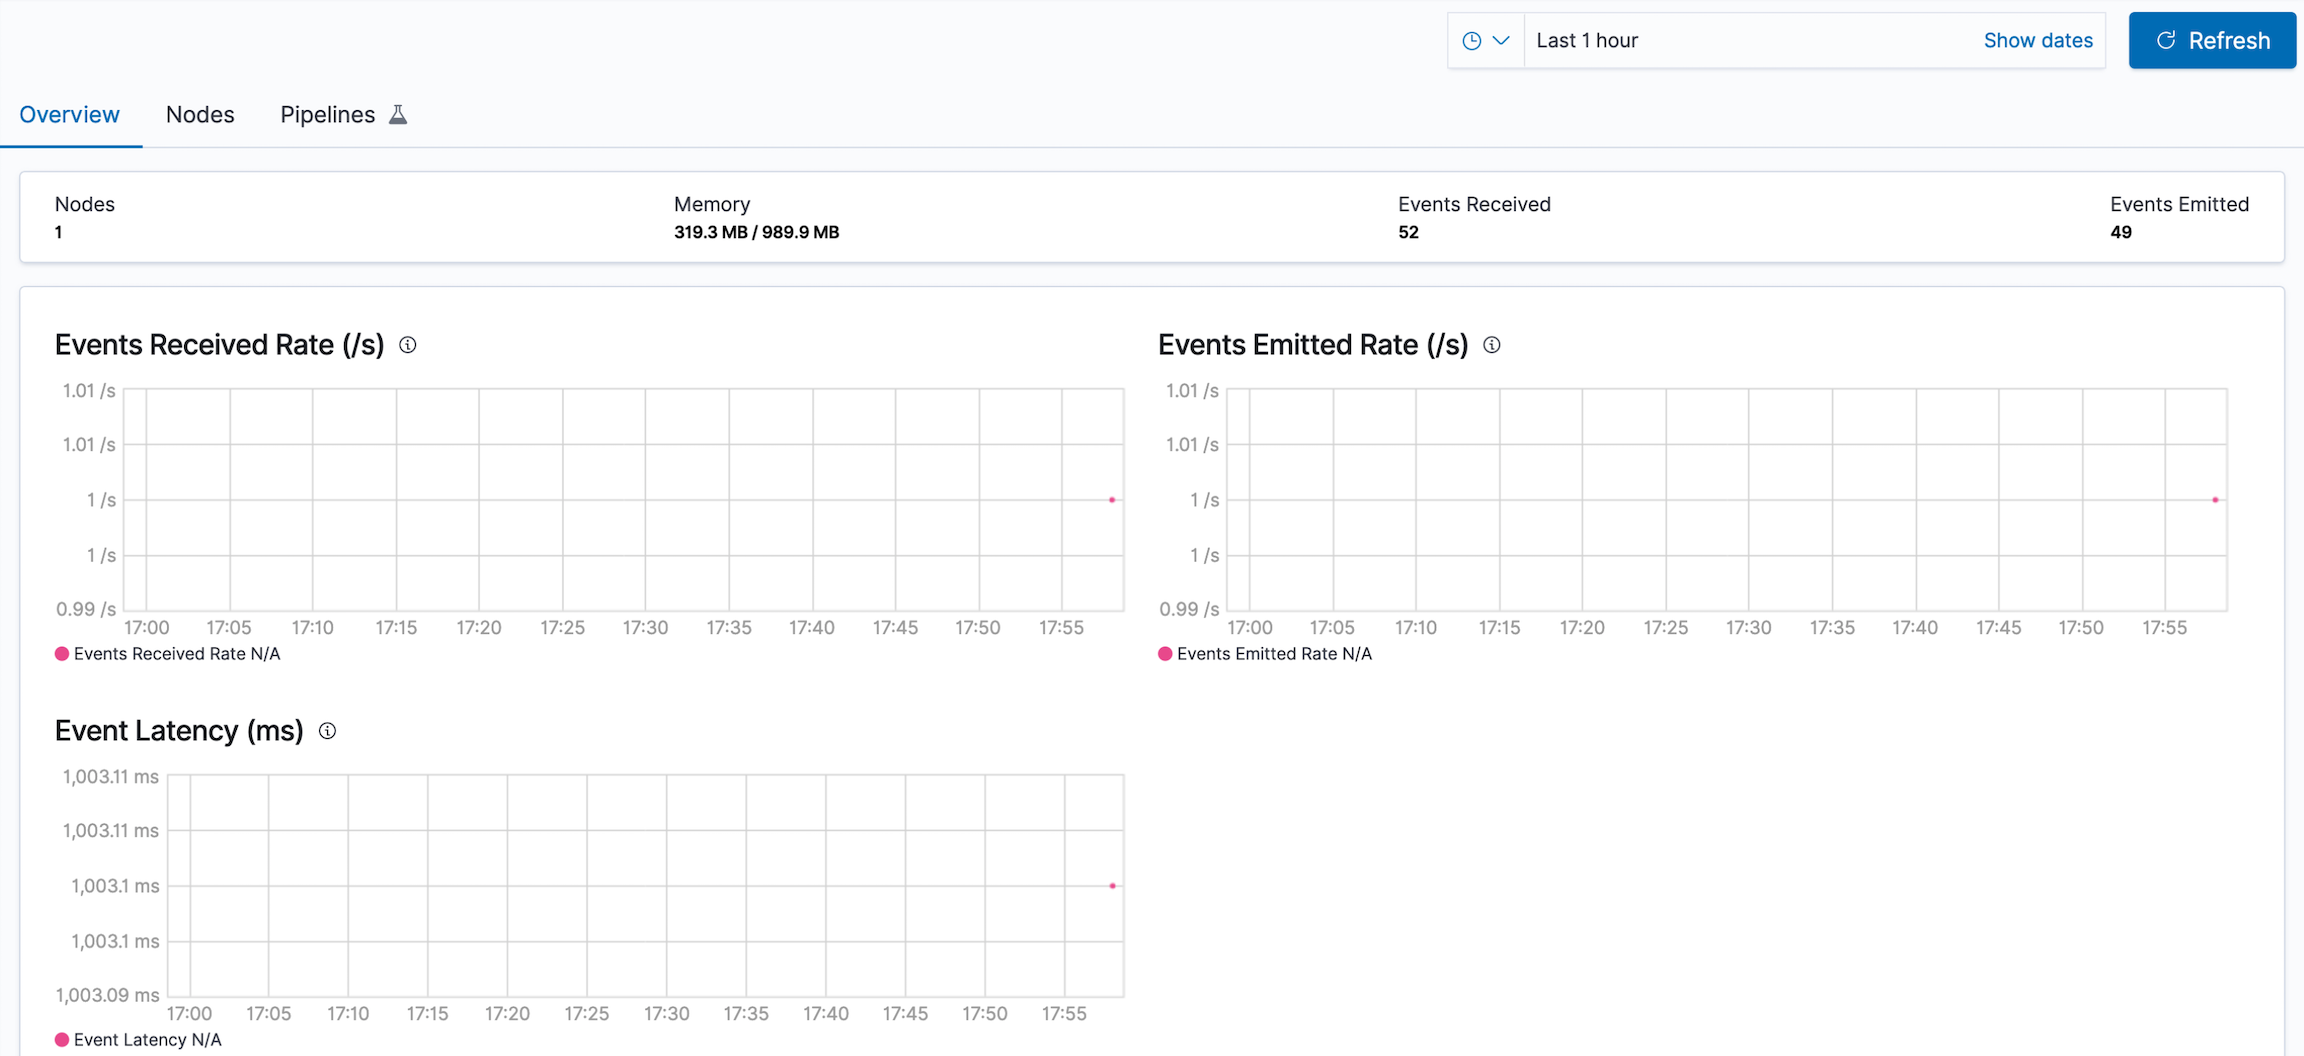 Last 1 hour Show dates Refresh
Overview Nodes Pipelines
Nodes Memory Events Received Events Emitted
1 319.3 MB / 989.9 MB 52 49
Events Received Rate (/s)
1.01 /s
1.01 /s
1 /s
1 /s
0.99 /s
17:00 17:05 17:10 17:15 17:20 17:25 17:30 17:35 17:40 17:45 17:50 17:55
Events Received Rate N/A
Events Emitted Rate (/s)
1.01 /s
1.01 /s
1 /s
1 /s
0.99 /s
17:00 17:05 17:10 17:15 17:20 17:25 17:30 17:35 17:40 17:45 17:50 17:55
Events Emitted Rate N/A
Event Latency (ms)
1,003.11 ms
1,003.11 ms
1,003.1 ms
1,003.1 ms
1,003.09 ms
17:00 17:05 17:10 17:15 17:20 17:25 17:30 17:35 17:40 17:45 17:50 17:55
Event Latency N/A